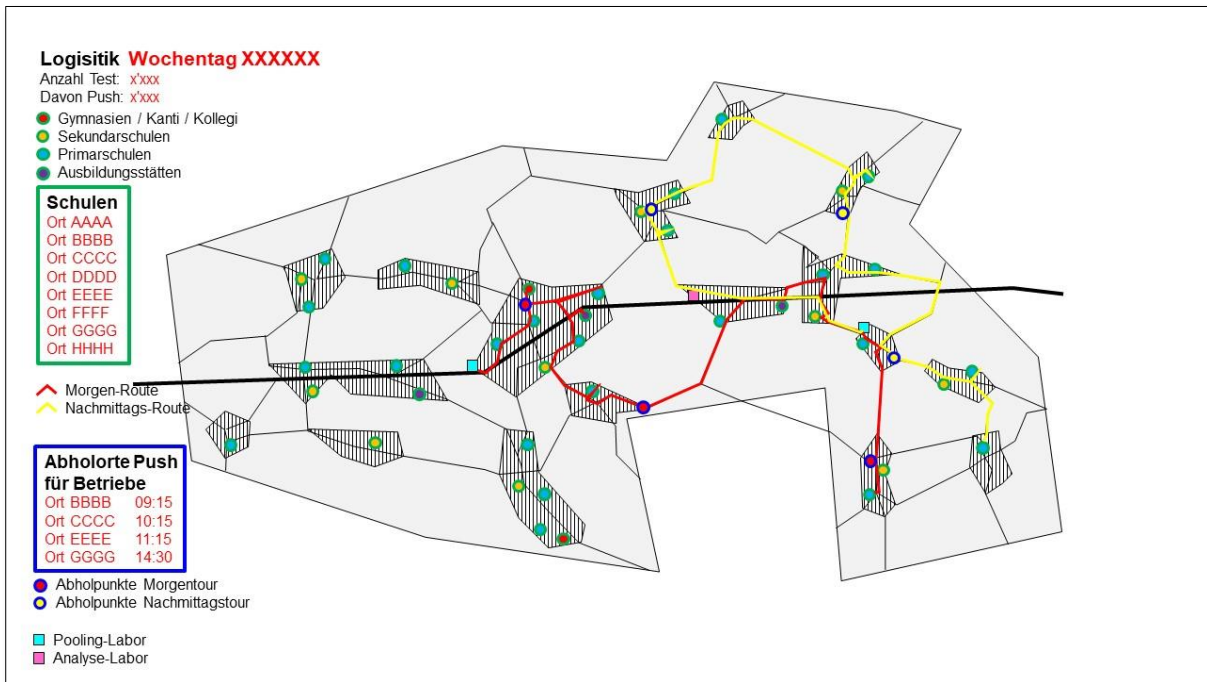 Logisitik Wochentag XXXXXX
Anzahl Test: x'xxx
Davon Push: x'xxx
Gymnasien / Kanti / Kollegi
Sekundarschulen
Primarschulen
Ausbildungsstätten
Schulen
Ort AAAA
Ort BBBB
Ort CCCC
Ort DDDD
Ort EEEE
Ort FFFF
Ort GGGG
Ort HHHH
Morgen-Route
Nachmittags-Route
Abholorte Push
für Betriebe
Ort BBBB 09:15
Ort CCCC 10:15
Ort EEEE 11:15
Ort GGGG 14:30
Abholpunkte Morgentour
Abholpunkte Nachmittagstour
Pooling-Labor
Analyse-Labor